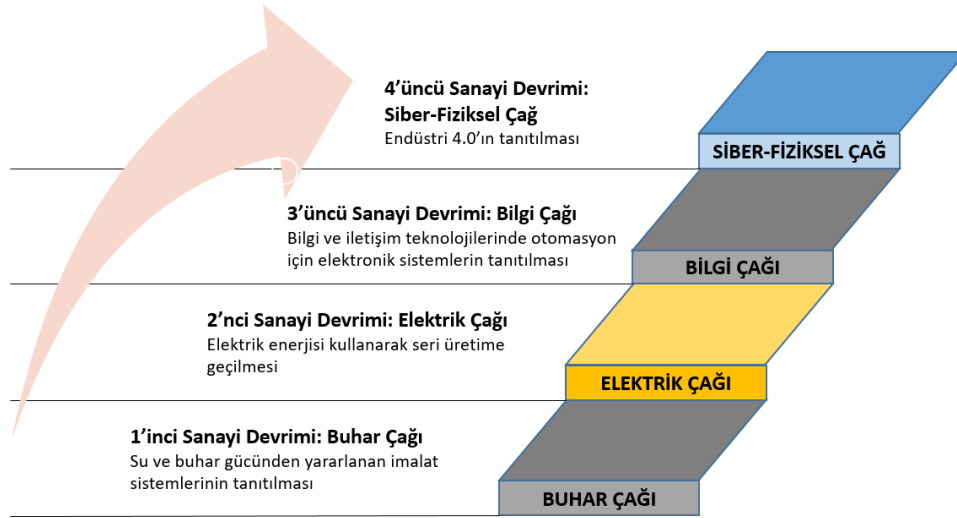 4’üncü Sanayi Devrimi:
Siber-Fiziksel Çağ
Endüstri 4.0’ın tanıtılması
SİBER-FİZİKSEL ÇAĞ
3’üncü Sanayi Devrimi: Bilgi Çağı
Bilgi ve iletişim teknolojilerinde otomasyon
için elektronik sistemlerin tanıtılması
BİLGİ ÇAĞI
2’nci Sanayi Devrimi: Elektrik Çağı
Elektrik enerjisi kullanarak seri üretime
geçilmesi
ELEKTRİK ÇAĞI
1’inci Sanayi Devrimi: Buhar Çağı
Su ve buhar gücünden yararlanan imalat
sistemlerinin tanıtılması
BUHAR ÇAĞI